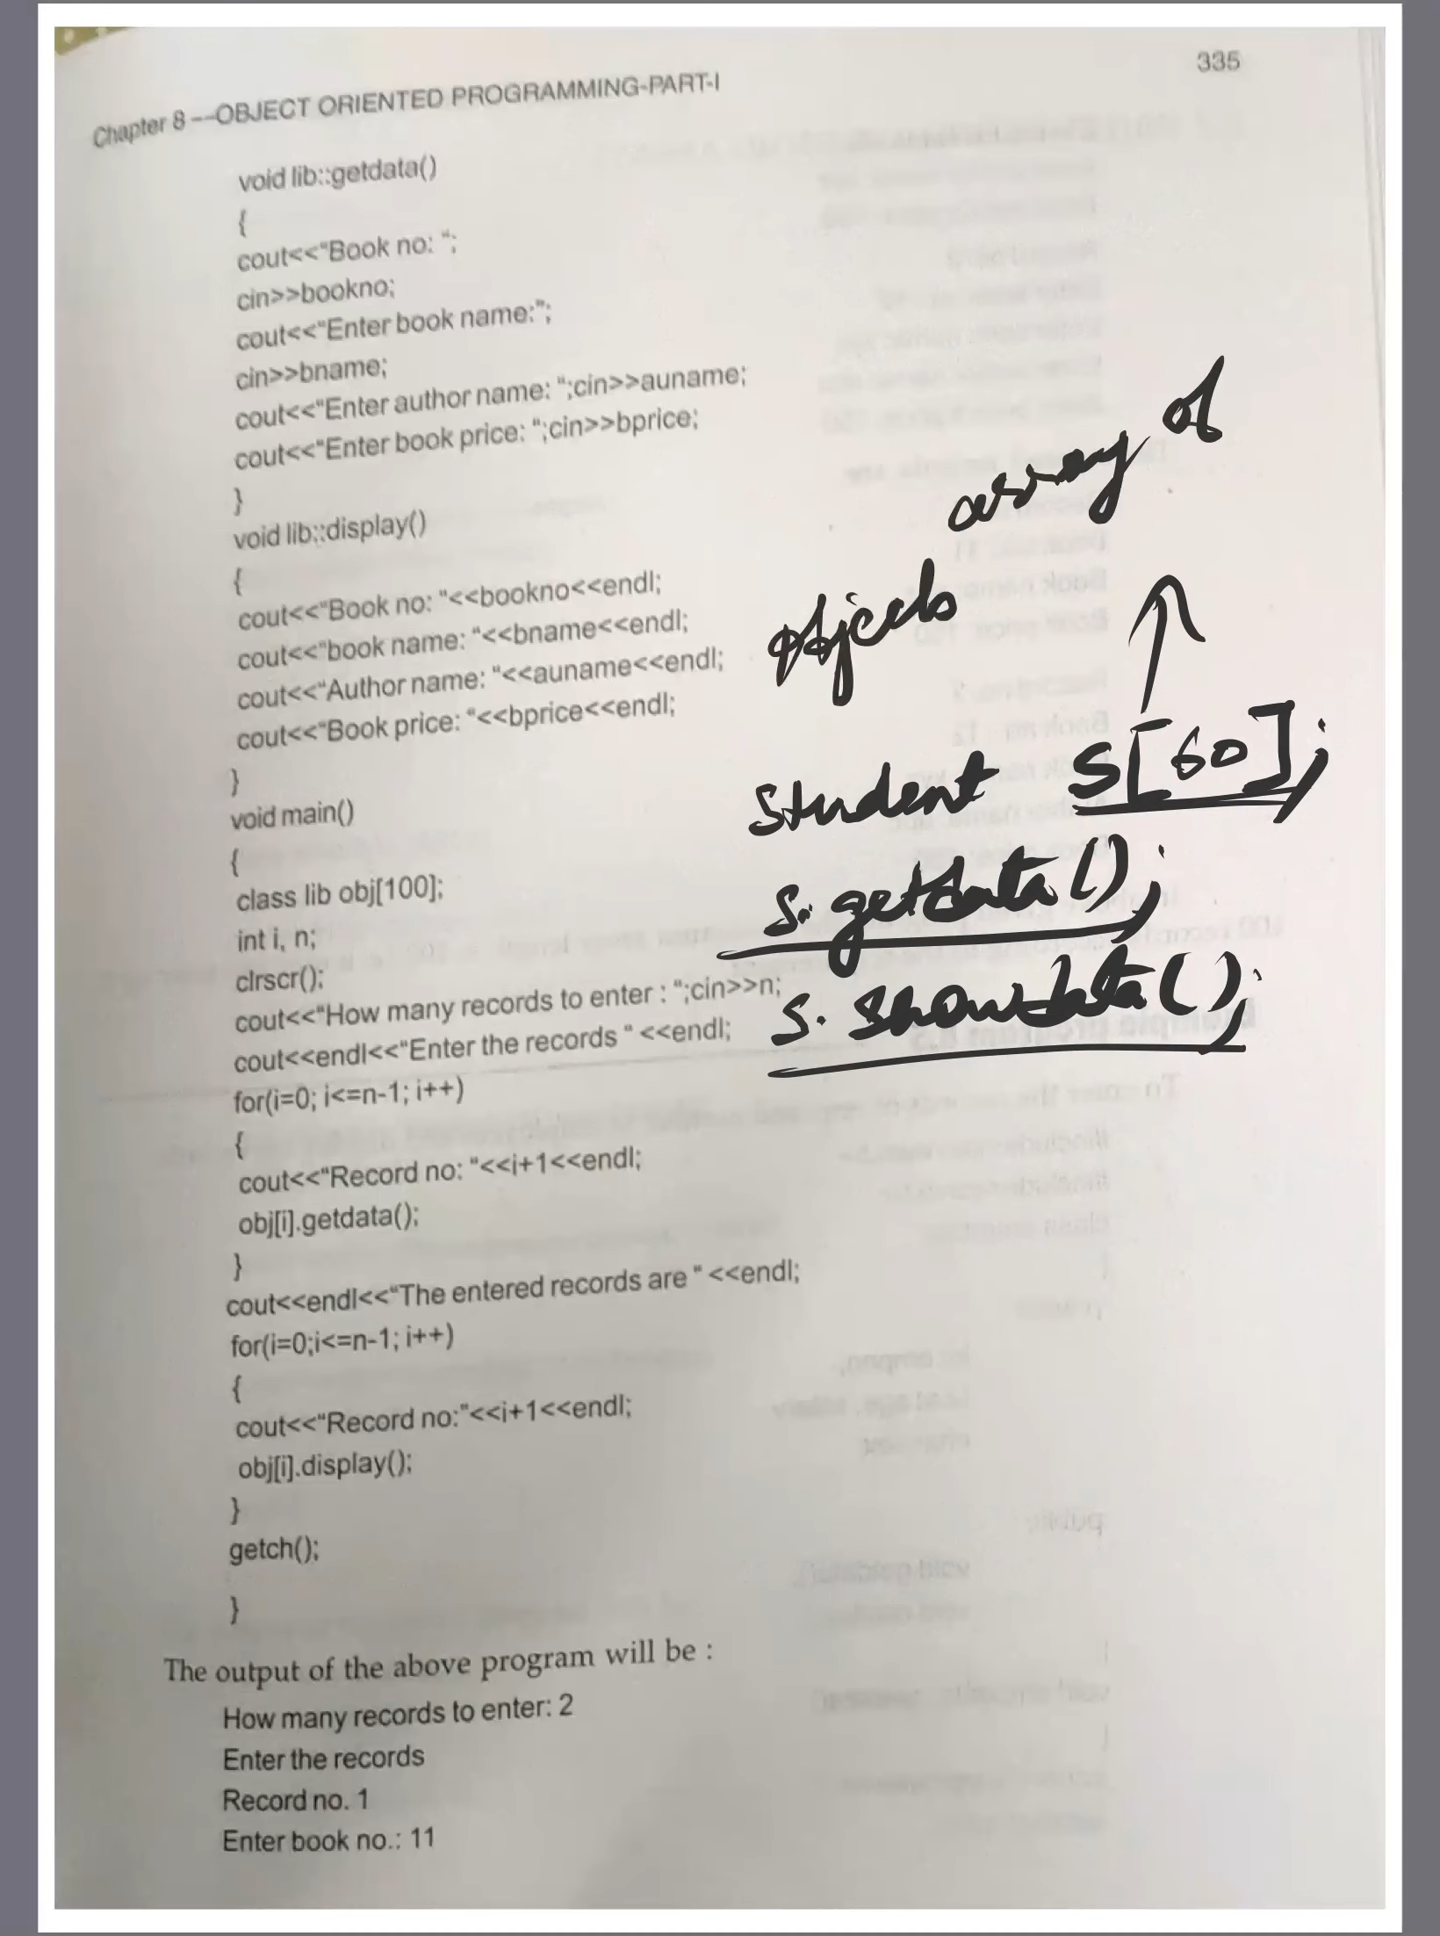 335
Chapter 8 —OBJECT ORIENTED PROGRAMMING-PART-I
void lib::getdata()
{
cout<<"Book no: ";
cin>>bookno;
cout<<"Enter book name:";
cin>>bname;
cout<<"Enter author name: ";cin>>auname;
cout<<"Enter book price: ";cin>>bprice;
}
void lib::display()
{
cout<<"Book no: "<<bookno<<endl;
cout<<"book name: "<<bname<<endl;
cout<<"Author name: "<<auname<<endl;
cout<<"Book price: "<<bprice<<endl;
}
void main()
{
class lib obj[100];
int i, n;
clrscr();
cout<<"How many records to enter : ";cin>>n;
cout<<endl<<"Enter the records " <<endl;
for(i=0; i<=n-1; i++)
{
cout<<"Record no: "<<i+1<<endl;
obj[i].getdata();
}
cout<<endl<<"The entered records are " <<endl;
for(i=0;i<=n-1; i++)
{
cout<<"Record no:"<<i+1<<endl;
obj[i].display();
}
getch();
}
The output of the above program will be :
How many records to enter: 2
Enter the records
Record no. 1
Enter book no.: 11
array of
objects
Student S[60];
S. getdata();
S. showdata();